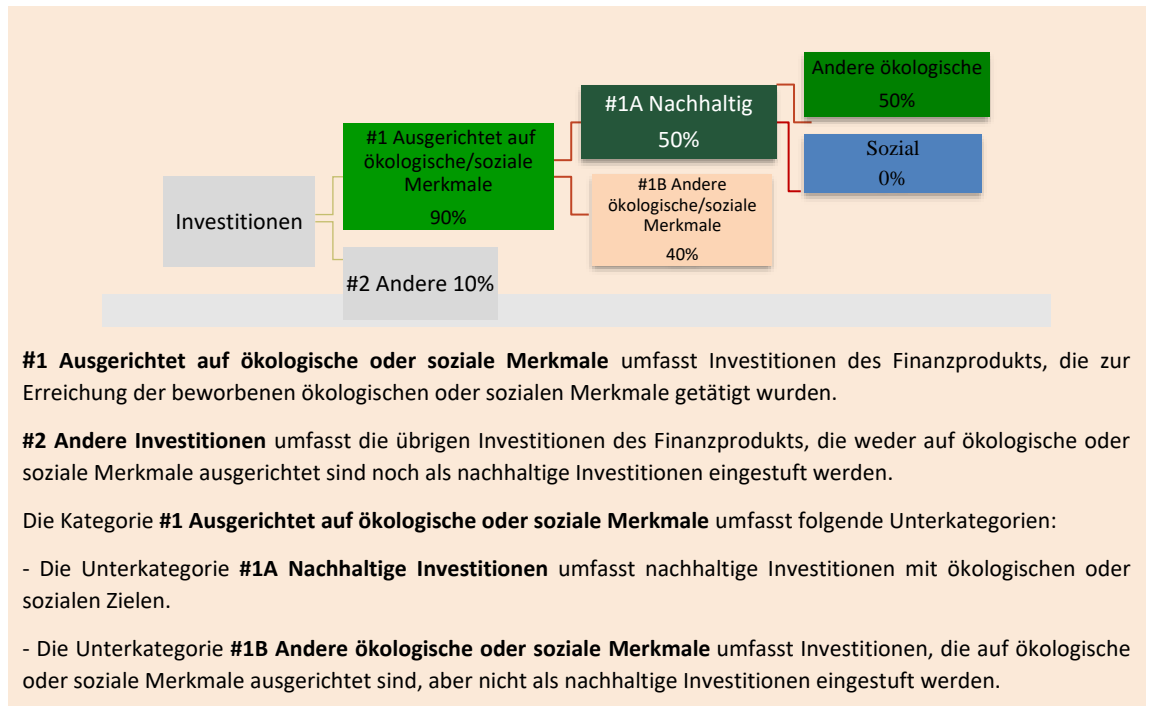 Andere ökologische
50%
#1A Nachhaltig
50%
Sozial
0%
#1 Ausgerichtet auf
ökologische/soziale
Merkmale
90%
#1B Andere
ökologische/soziale
Merkmale
40%
Investitionen
#2 Andere 10%
#1 Ausgerichtet auf ökologische oder soziale Merkmale umfasst Investitionen des Finanzprodukts, die zur
Erreichung der beworbenen ökologischen oder sozialen Merkmale getätigt wurden.
#2 Andere Investitionen umfasst die übrigen Investitionen des Finanzprodukts, die weder auf ökologische oder
soziale Merkmale ausgerichtet sind noch als nachhaltige Investitionen eingestuft werden.
Die Kategorie #1 Ausgerichtet auf ökologische oder soziale Merkmale umfasst folgende Unterkategorien:
- Die Unterkategorie #1A Nachhaltige Investitionen umfasst nachhaltige Investitionen mit ökologischen oder
sozialen Zielen.
- Die Unterkategorie #1B Andere ökologische oder soziale Merkmale umfasst Investitionen, die auf ökologische
oder soziale Merkmale ausgerichtet sind, aber nicht als nachhaltige Investitionen eingestuft werden.